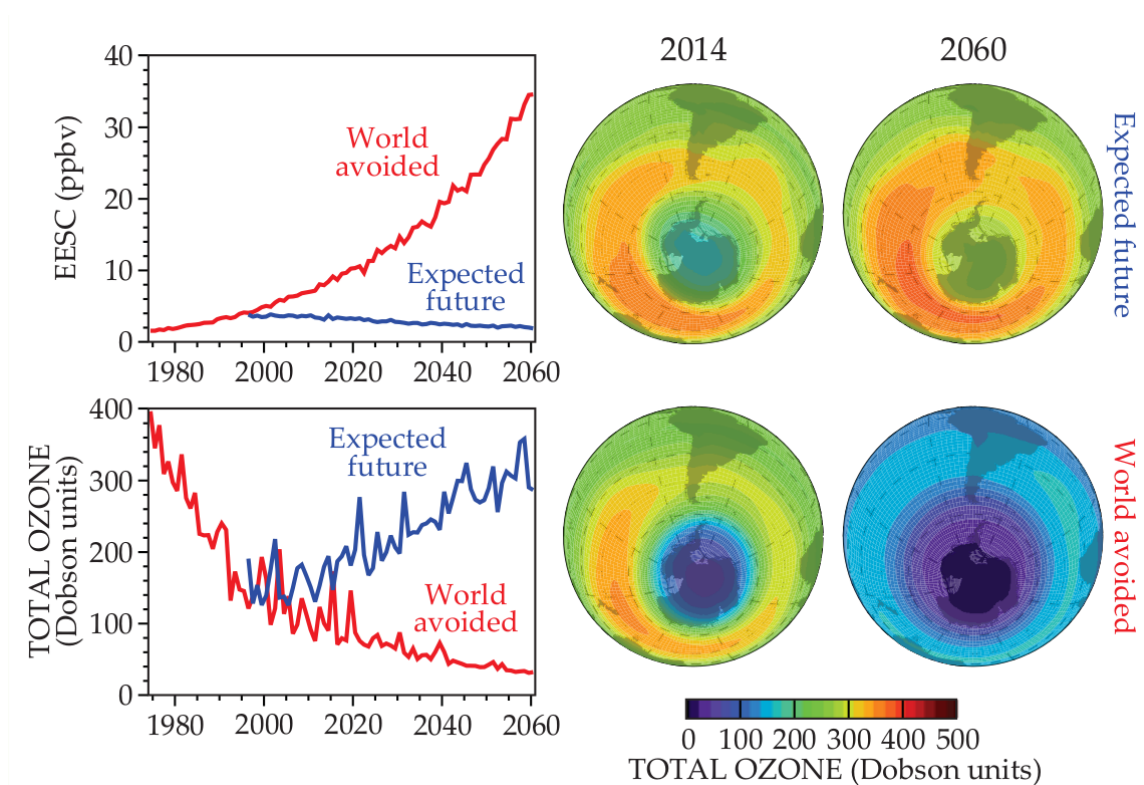 2014
2060
40
30
20
10
0
EESC (ppbv)
World
avoided
Expected
future
1980 2000 2020 2040 2060
Expected future
400
300
200
100
0
TOTAL OZONE
(Dobson units)
Expected
future
World
avoided
1980 2000 2020 2040 2060
World avoided
0 100 200 300 400 500
TOTAL OZONE (Dobson units)